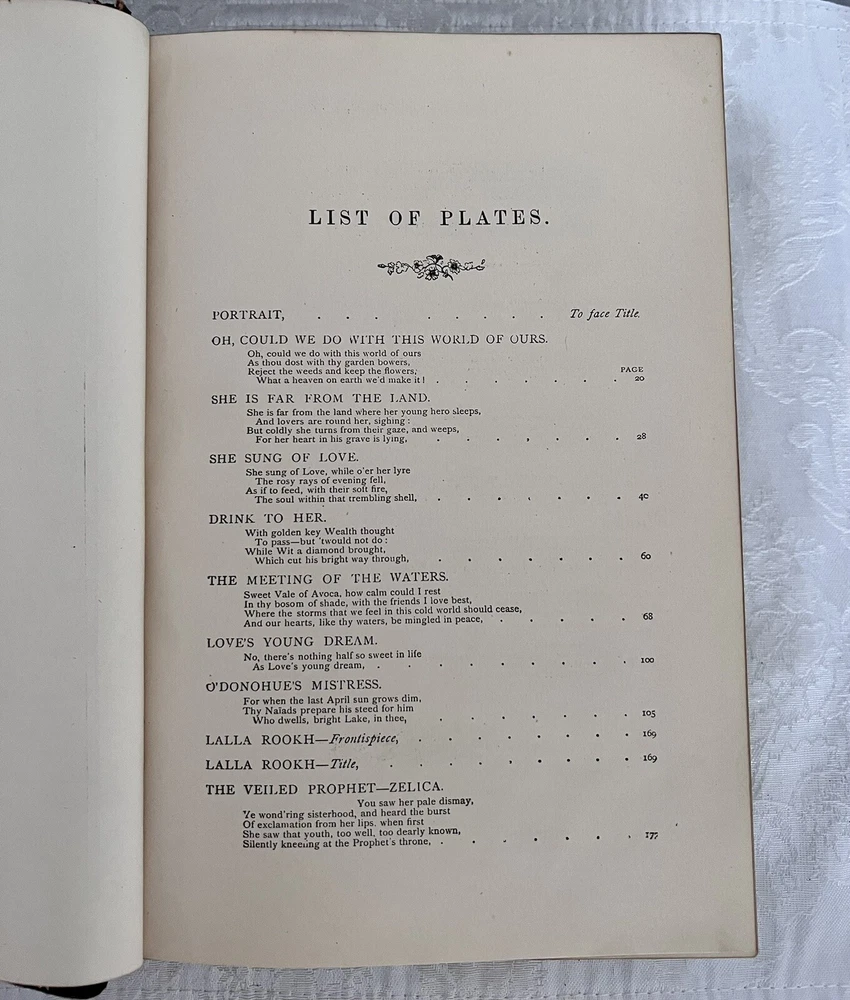 LIST OF PLATES.
PORTRAIT, . . . . . . . . . To face Title.
OH, COULD WE DO WITH THIS WORLD OF OURS.
Oh, could we do with this world of ours
As thou dost with thy garden bowers,
Reject the weeds and keep the flowers,
PAGE
What a heaven on earth we'd make it! . . . . . . . 20
SHE IS FAR FROM THE LAND.
She is far from the land where her young hero sleeps,
And lovers are round her, sighing:
But coldly she turns from their gaze, and weeps,
For her heart in his grave is lying, . . . . . . . 28
SHE SUNG OF LOVE.
She sung of Love, while o'er her lyre
The rosy rays of evening fell,
As if to feed, with their soft fire,
The soul within that trembling shell, . . . . . . . 40
DRINK TO HER.
With golden key Wealth thought
To pass—but 'twould not do:
While Wit a diamond brought,
Which cut his bright way through, . . . . . . . 60
THE MEETING OF THE WATERS.
Sweet Vale of Avoca, how calm could I rest
In thy bosom of shade, with the friends I love best,
Where the storms that we feel in this cold world should cease,
And our hearts, like thy waters, be mingled in peace, . . . . . 68
LOVE'S YOUNG DREAM.
No, there's nothing half so sweet in life
As Love's young dream, . . . . . . . . 100
O'DONOHUE'S MISTRESS.
For when the last April sun grows dim,
Thy Naïads prepare his steed for him
Who dwells, bright Lake, in thee, . . . . . . . 105
LALLA ROOKH—Frontispiece, . . . . . . . . 169
LALLA ROOKH—Title, . . . . . . . . . 169
THE VEILED PROPHET—ZELICA.
You saw her pale dismay,
Ye wond'ring sisterhood, and heard the burst
Of exclamation from her lips, when first
She saw that youth, too well, too dearly known,
Silently kneeling at the Prophet's throne, . . . . . . .